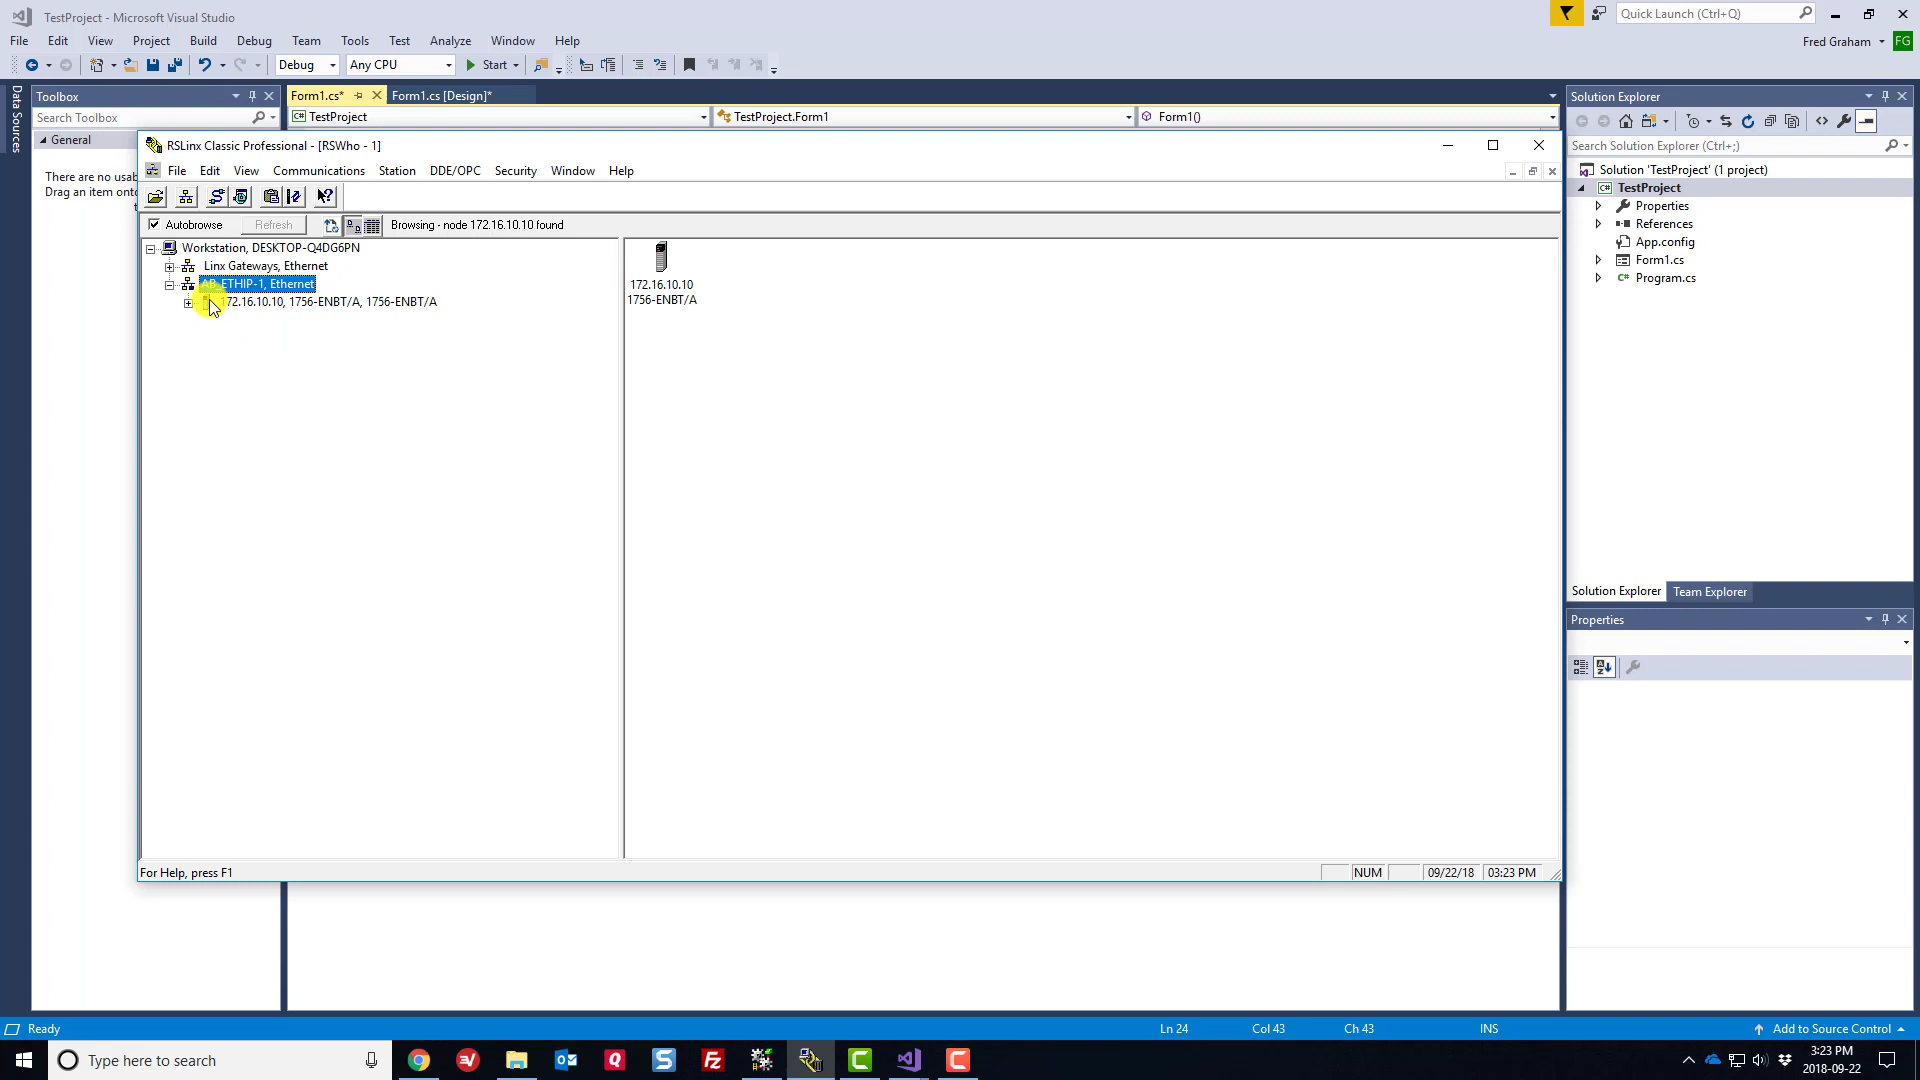 TestProject - Microsoft Visual Studio
Quick Launch (Ctrl+Q)
File Edit View Project Build Debug Team Tools Test Analyze Window Help
Fred Graham FG
Debug Any CPU Start
Data Sources
Toolbox
Search Toolbox
General
There are no usab
Drag an item onto
t
Form1.cs* Form1.cs [Design]*
TestProject TestProject.Form1 Form1()
RSLinx Classic Professional - [RSWho - 1]
File Edit View Communications Station DDE/OPC Security Window Help
Autobrowse Refresh Browsing - node 172.16.10.10 found
Workstation, DESKTOP-Q4DG6PN
Linx Gateways, Ethernet
AB_ETHIP-1, Ethernet
172.16.10.10, 1756-ENBT/A, 1756-ENBT/A
172.16.10.10
1756-ENBT/A
For Help, press F1
NUM 09/22/18 03:23 PM
Solution Explorer
Search Solution Explorer (Ctrl+;)
Solution 'TestProject' (1 project)
TestProject
Properties
References
App.config
Form1.cs
Program.cs
Solution Explorer Team Explorer
Properties
Ready Ln 24 Col 43 Ch 43 INS Add to Source Control
Type here to search
3:23 PM
2018-09-22